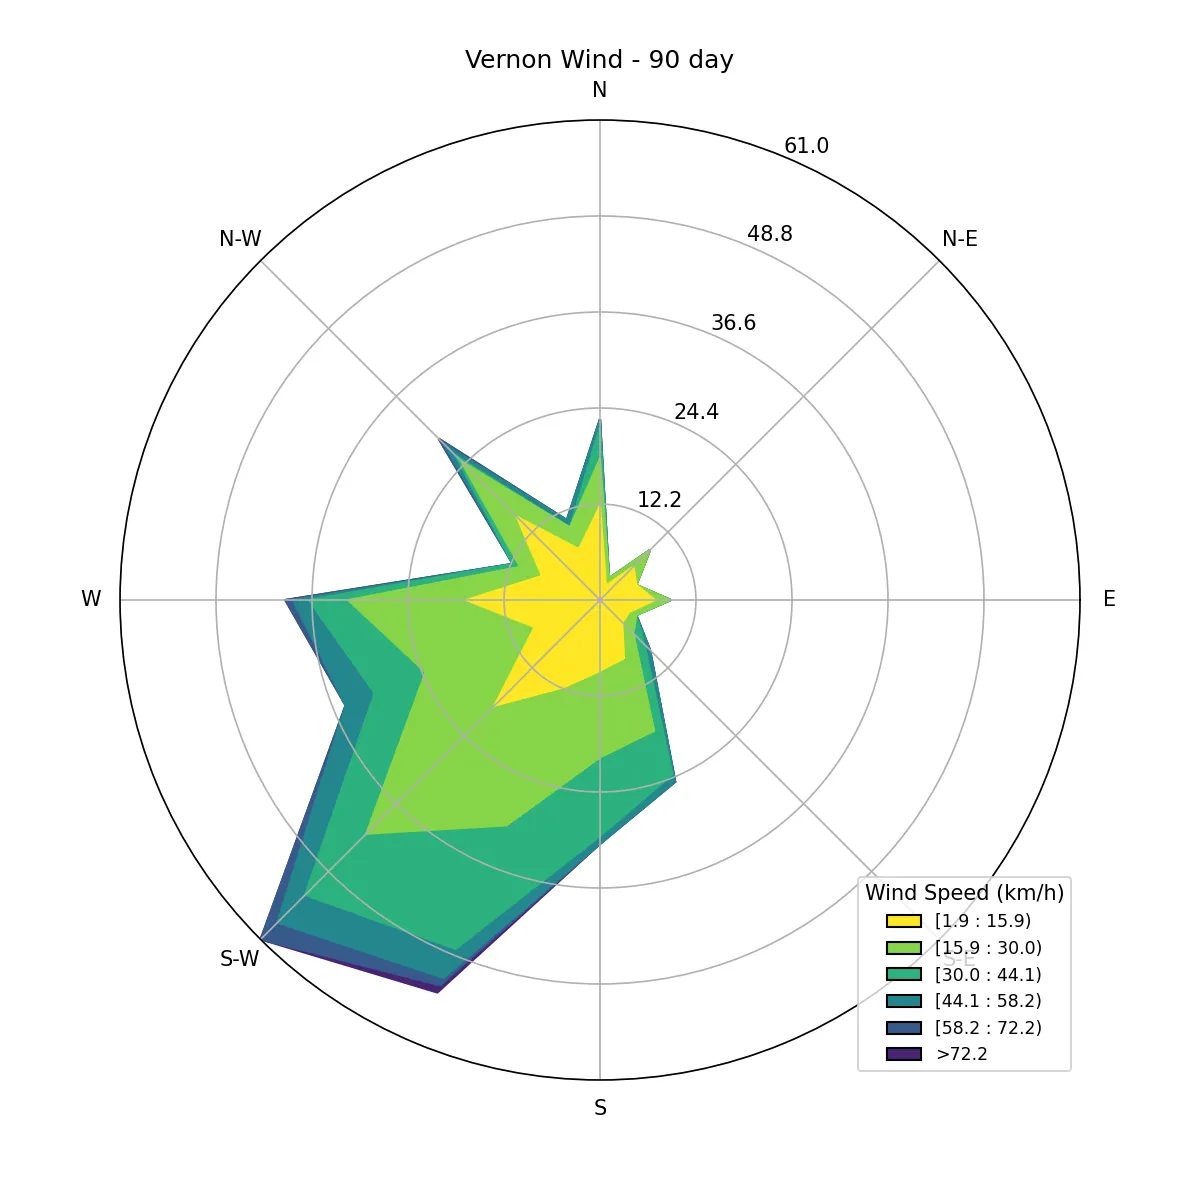 Vernon Wind - 90 day
N
61.0
N-W
48.8
N-E
36.6
24.4
12.2
W
E
S-W
S-E
Wind Speed (km/h)
[1.9 : 15.9)
[15.9 : 30.0)
[30.0 : 44.1)
[44.1 : 58.2)
[58.2 : 72.2)
>72.2
S